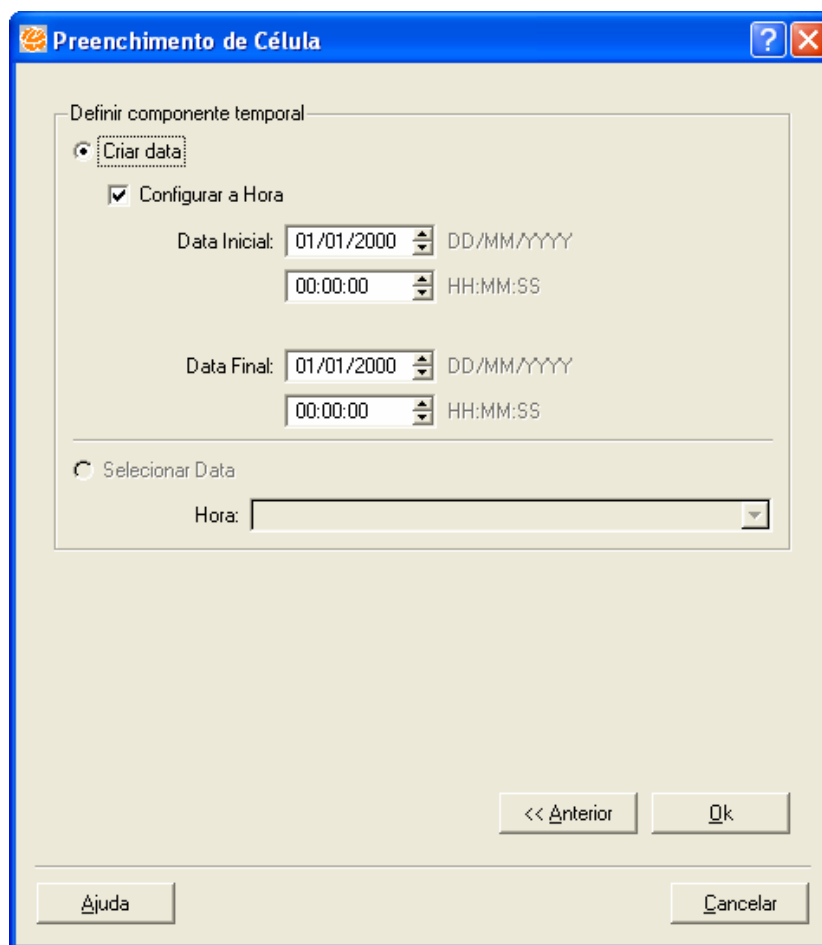 Preenchimento de Célula
Definir componente temporal
Criar data
Configurar a Hora
Data Inicial: 01/01/2000 DD/MM/YYYY
00:00:00 HH:MM:SS
Data Final: 01/01/2000 DD/MM/YYYY
00:00:00 HH:MM:SS
Selecionar Data
Hora:
<< Anterior Ok
Ajuda Cancelar